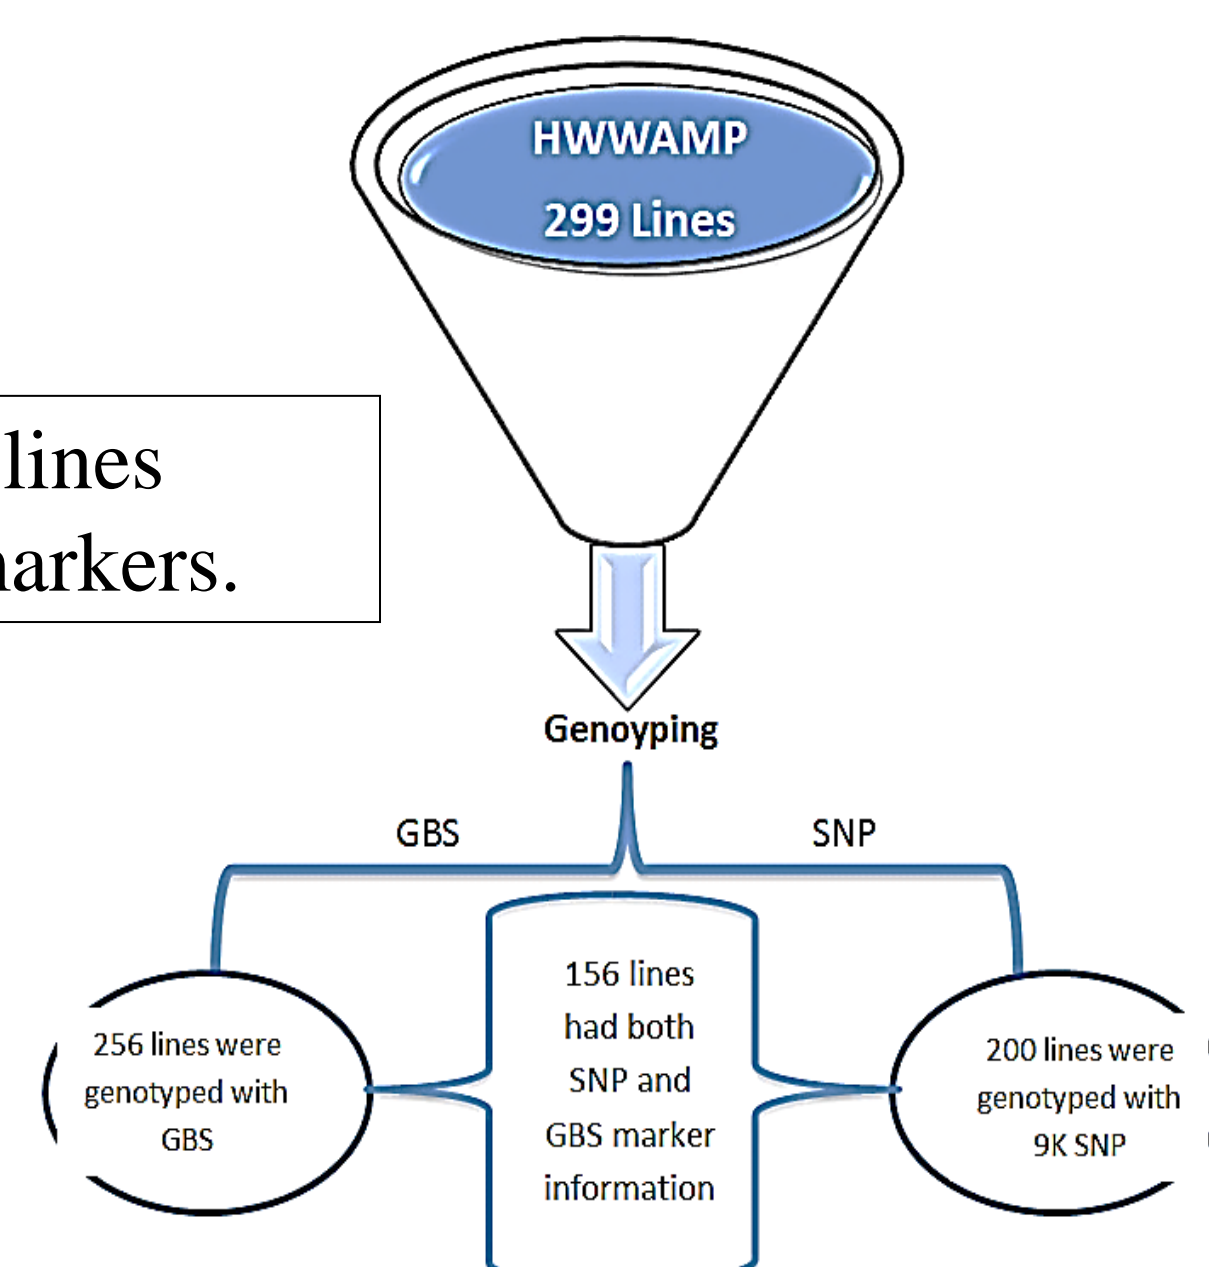 HWWAMP
299 Lines
lines
arkers.
Genoyping
GBS
SNP
256 lines were
genotyped with
GBS
156 lines
had both
SNP and
GBS marker
information
200 lines were
genotyped with
9K SNP